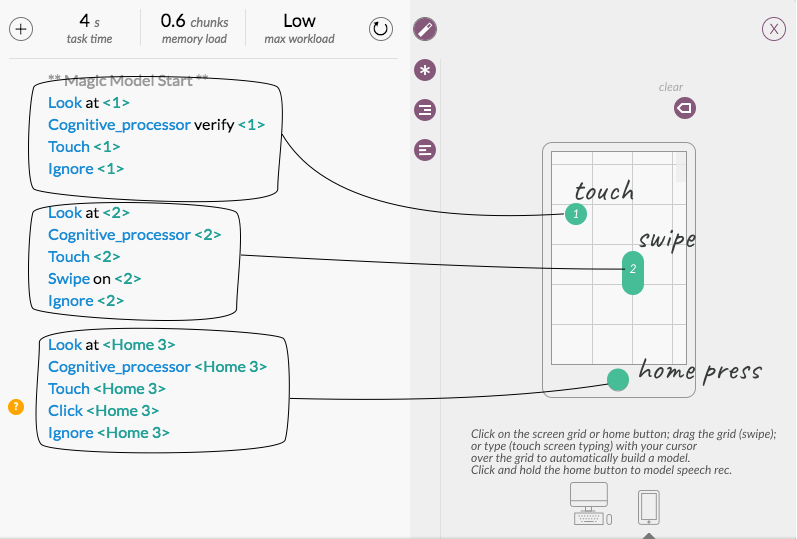 4 s
task time
0.6 chunks
memory load
Low
max workload
X
** Magic Model Start **
Look at <1>
Cognitive_processor verify <1>
Touch <1>
Ignore <1>
Look at <2>
Cognitive_processor <2>
Touch <2>
Swipe on <2>
Ignore <2>
Look at <Home 3>
Cognitive_processor <Home 3>
Touch <Home 3>
Click <Home 3>
Ignore <Home 3>
?
clear
touch
1
swipe
2
home press
Click on the screen grid or home button; drag the grid (swipe);
or type (touch screen typing) with your cursor
over the grid to automatically build a model.
Click and hold the home button to model speech rec.